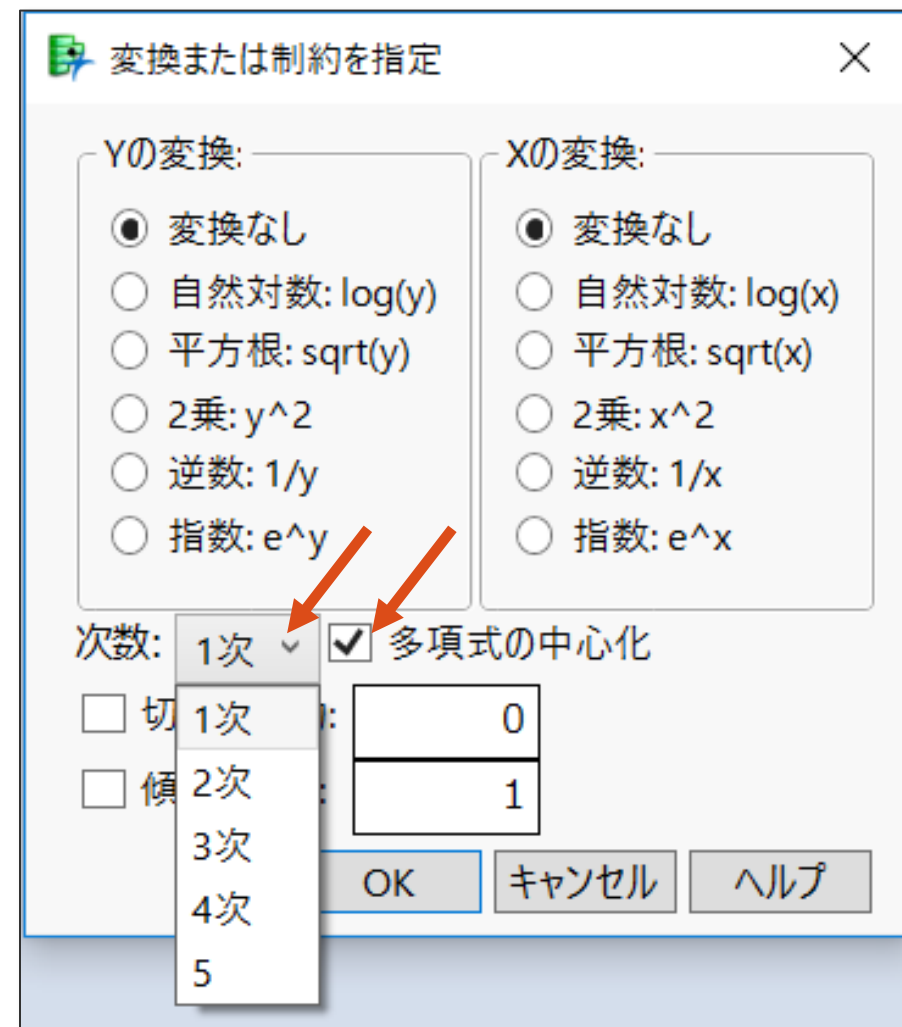 変換または制約を指定
Yの変換:
変換なし
自然対数: log(y)
平方根: sqrt(y)
2乗: y^2
逆数: 1/y
指数: e^y
Xの変換:
変換なし
自然対数: log(x)
平方根: sqrt(x)
2乗: x^2
逆数: 1/x
指数: e^x
次数: 1次 多項式の中心化
1次
2次
3次
4次
5
切 : 0
: 1
OK キャンセル ヘルプ